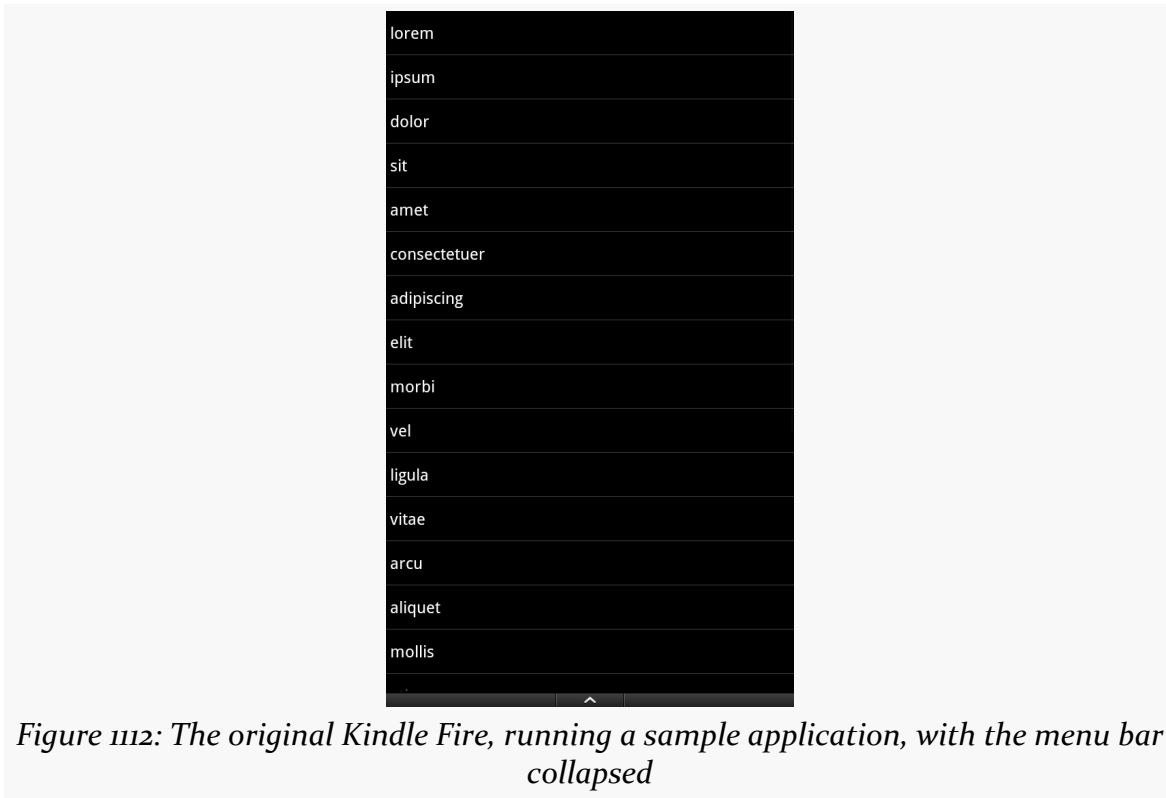 lorem
ipsum
dolor
sit
amet
consectetuer
adipiscing
elit
morbi
vel
ligula
vitae
arcu
aliquet
mollis
Figure 1112: The original Kindle Fire, running a sample application, with the menu bar
collapsed